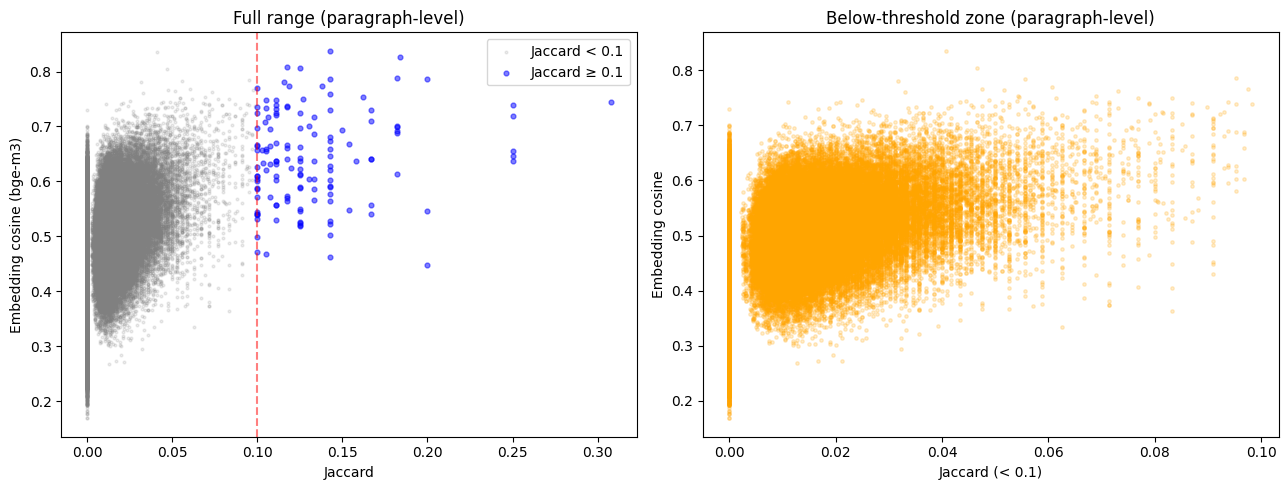 Full range (paragraph-level)
Embedding cosine (bge-m3)
0.8
0.7
0.6
0.5
0.4
0.3
0.2
Jaccard < 0.1
Jaccard ≥ 0.1
0.00 0.05 0.10 0.15 0.20 0.25 0.30
Jaccard
Below-threshold zone (paragraph-level)
Embedding cosine
0.8
0.7
0.6
0.5
0.4
0.3
0.2
0.00 0.02 0.04 0.06 0.08 0.10
Jaccard (< 0.1)